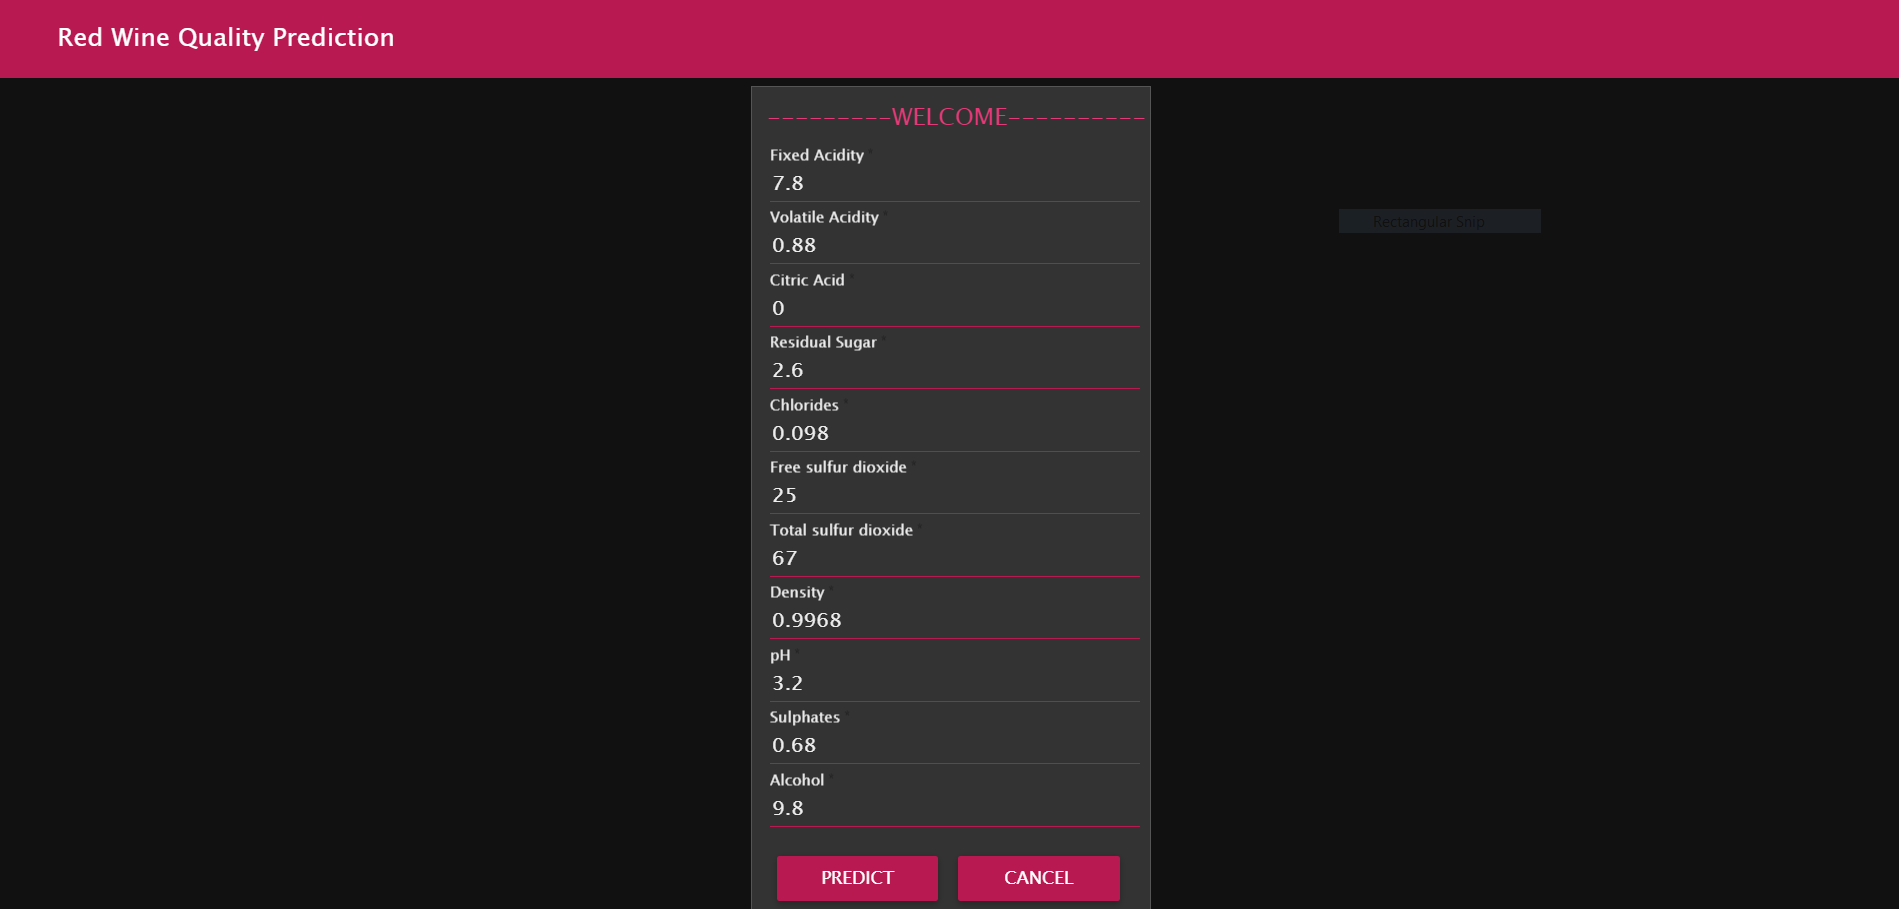 Red Wine Quality Prediction
---------WELCOME----------
Fixed Acidity *
7.8
Volatile Acidity *
0.88
Citric Acid *
0
Residual Sugar *
2.6
Chlorides *
0.098
Free sulfur dioxide *
25
Total sulfur dioxide *
67
Density *
0.9968
pH *
3.2
Sulphates *
0.68
Alcohol *
9.8
PREDICT CANCEL
Rectangular Snip